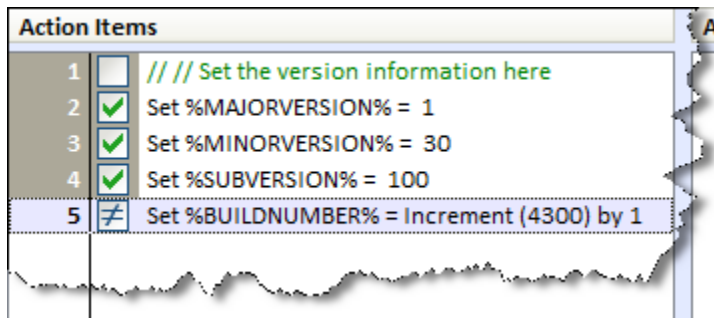 Action Items
A
1 // // Set the version information here
2 Set %MAJORVERSION% = 1
3 Set %MINORVERSION% = 30
4 Set %SUBVERSION% = 100
5 Set %BUILDNUMBER% = Increment (4300) by 1